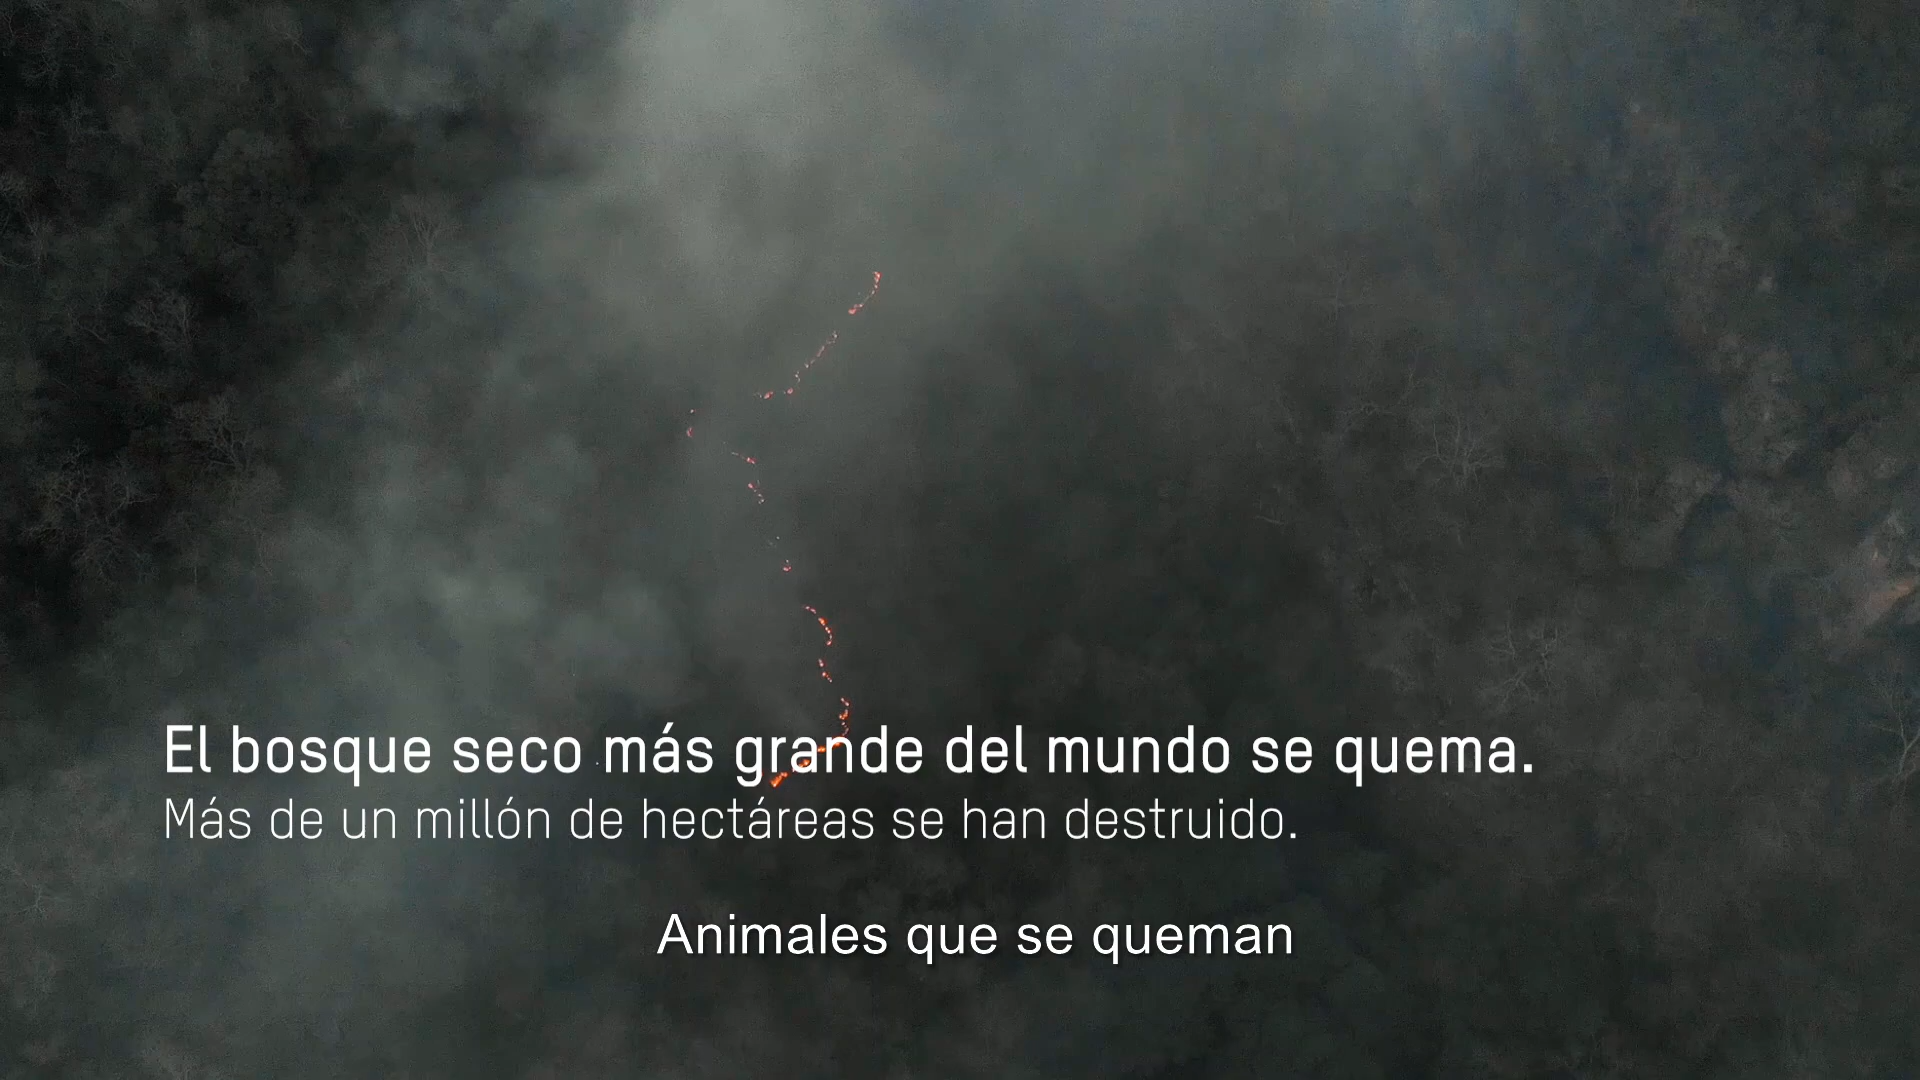 El bosque seco más grande del mundo se quema.
Más de un millón de hectáreas se han destruido.
Animales que se queman